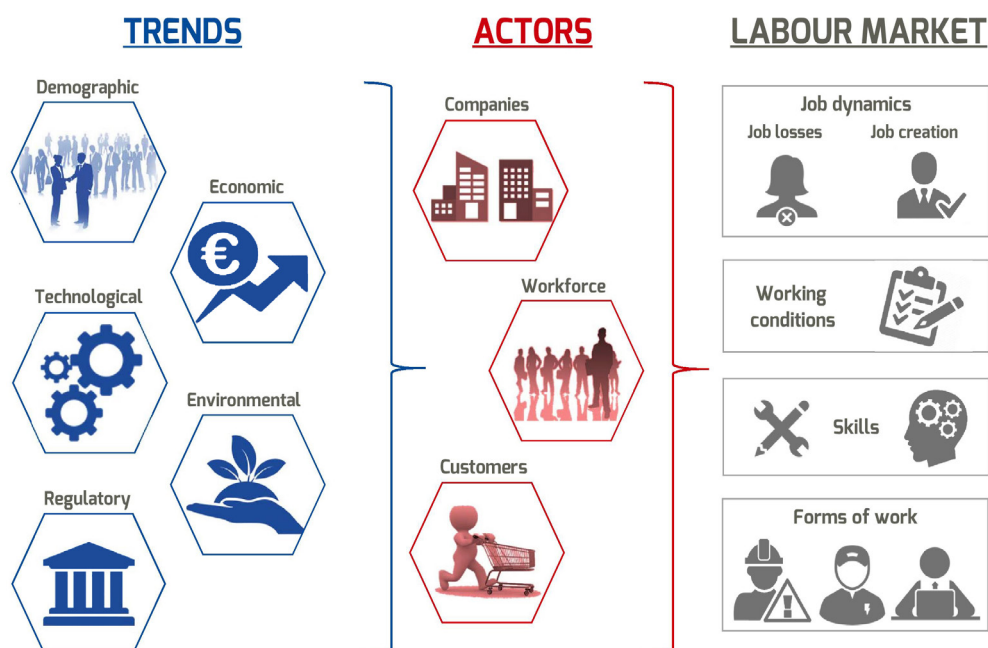 TRENDS
Demographic
Economic
€
Technological
Environmental
Regulatory
ACTORS
Companies
Workforce
Customers
LABOUR MARKET
Job dynamics
Job losses
Job creation
Working
conditions
Skills
Forms of work